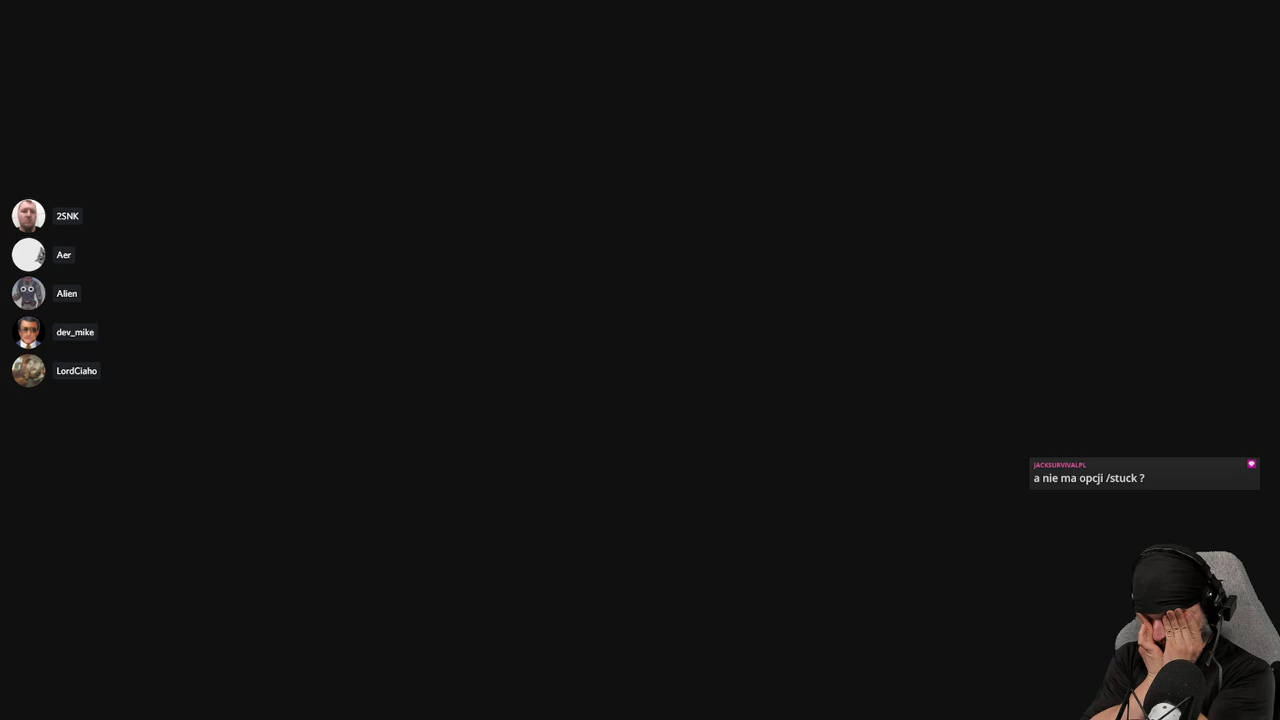 2SNK
Aer
Alien
dev_mike
LordCiaho
JACKSURVIVALPL
a nie ma opcji /stuck ?